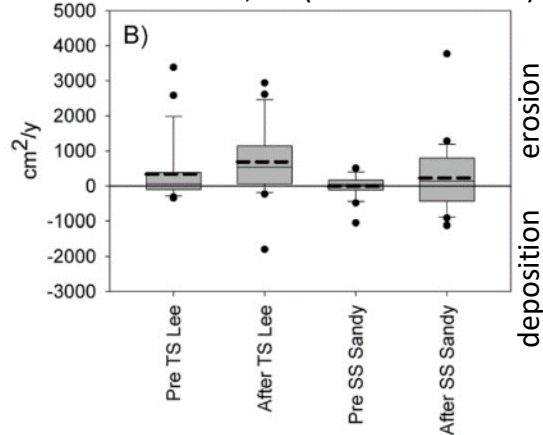 B)
5000
4000
3000
2000
1000
0
-1000
-2000
-3000
cm²/y
erosion
deposition
Pre TS Lee
After TS Lee
Pre SS Sandy
After SS Sandy